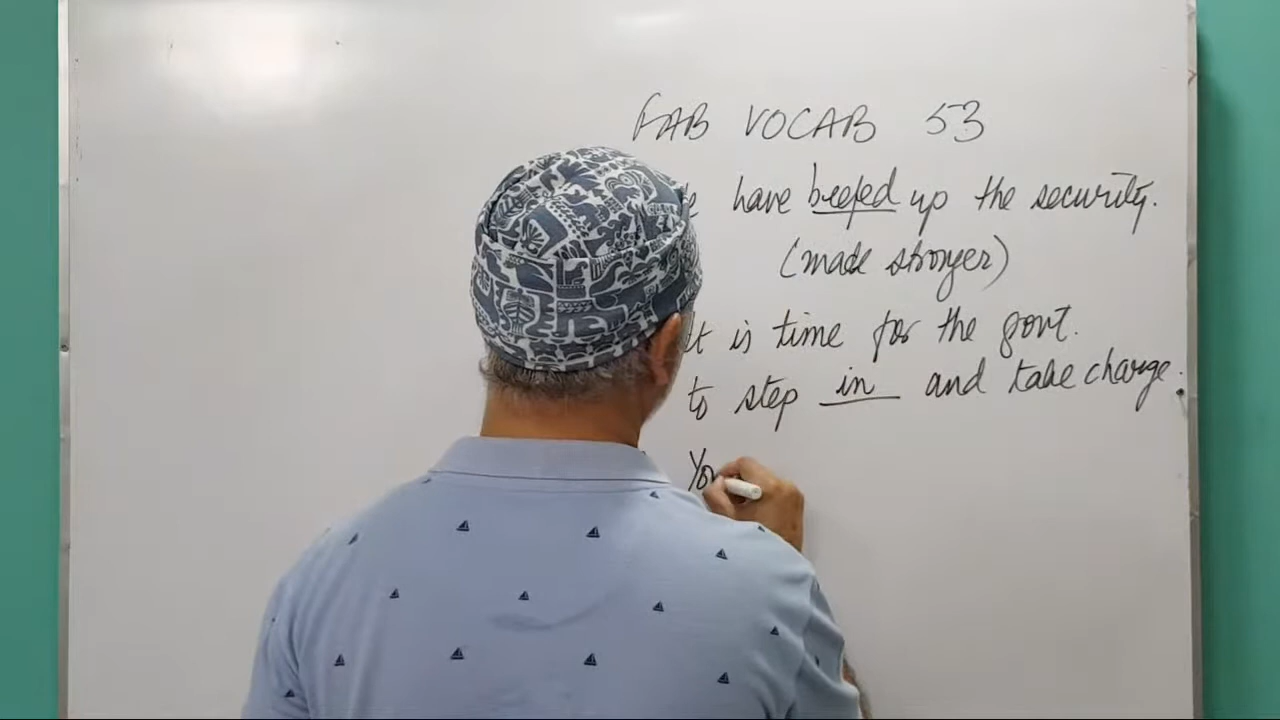 FAB VOCAB 53
have beefed up the security.
(made stronger)
It is time for the govt.
to step in and take charge.
You